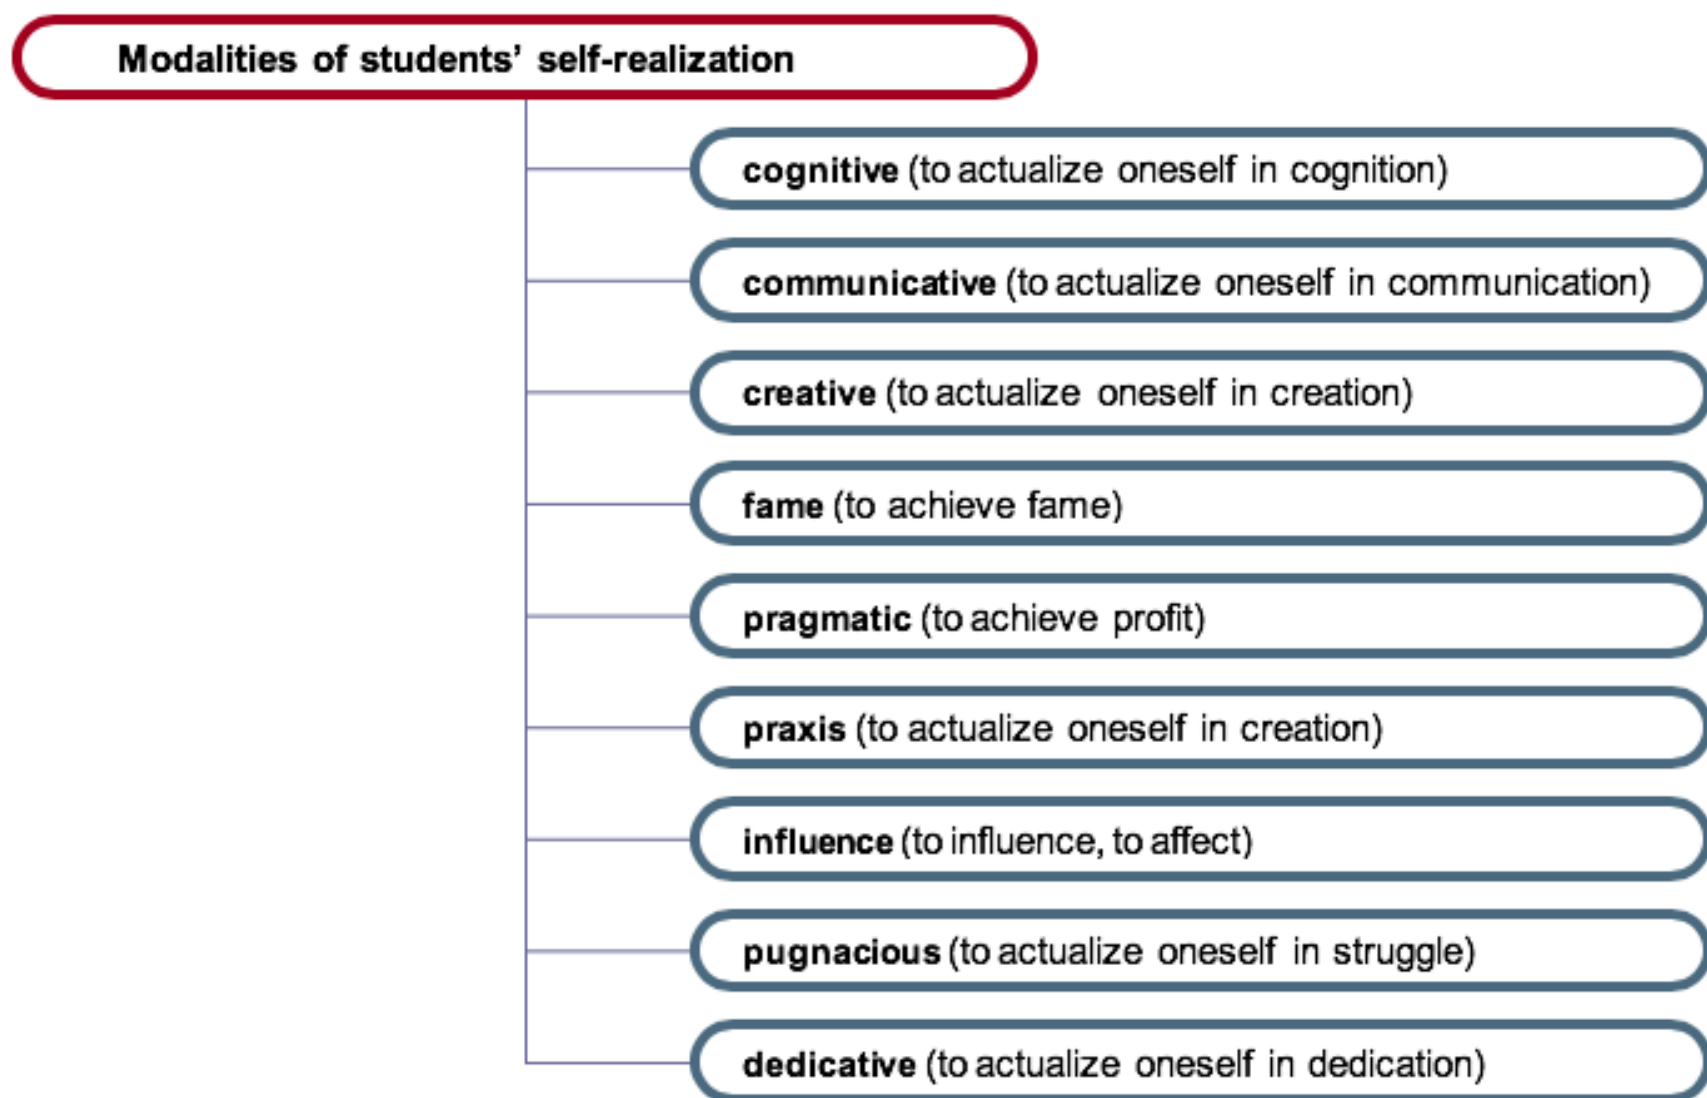 Modalities of students’ self-realization
cognitive (to actualize oneself in cognition)
communicative (to actualize oneself in communication)
creative (to actualize oneself in creation)
fame (to achieve fame)
pragmatic (to achieve profit)
praxis (to actualize oneself in creation)
influence (to influence, to affect)
pugnacious (to actualize oneself in struggle)
dedicative (to actualize oneself in dedication)